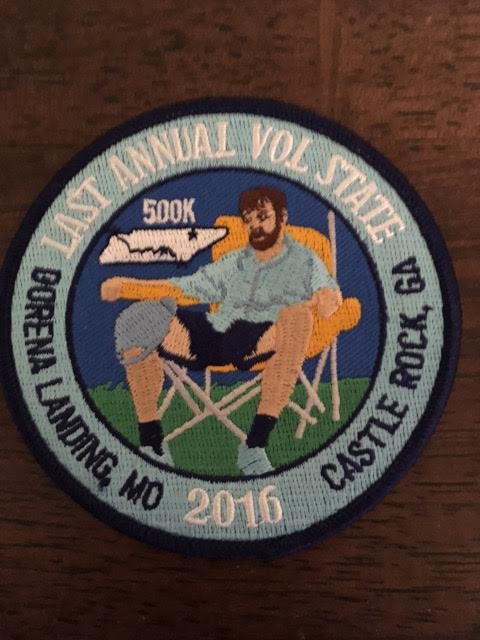 LAST ANNUAL VOL STATE
500K
DORENA LANDING, MO
CASTLE ROCK, GA
2016